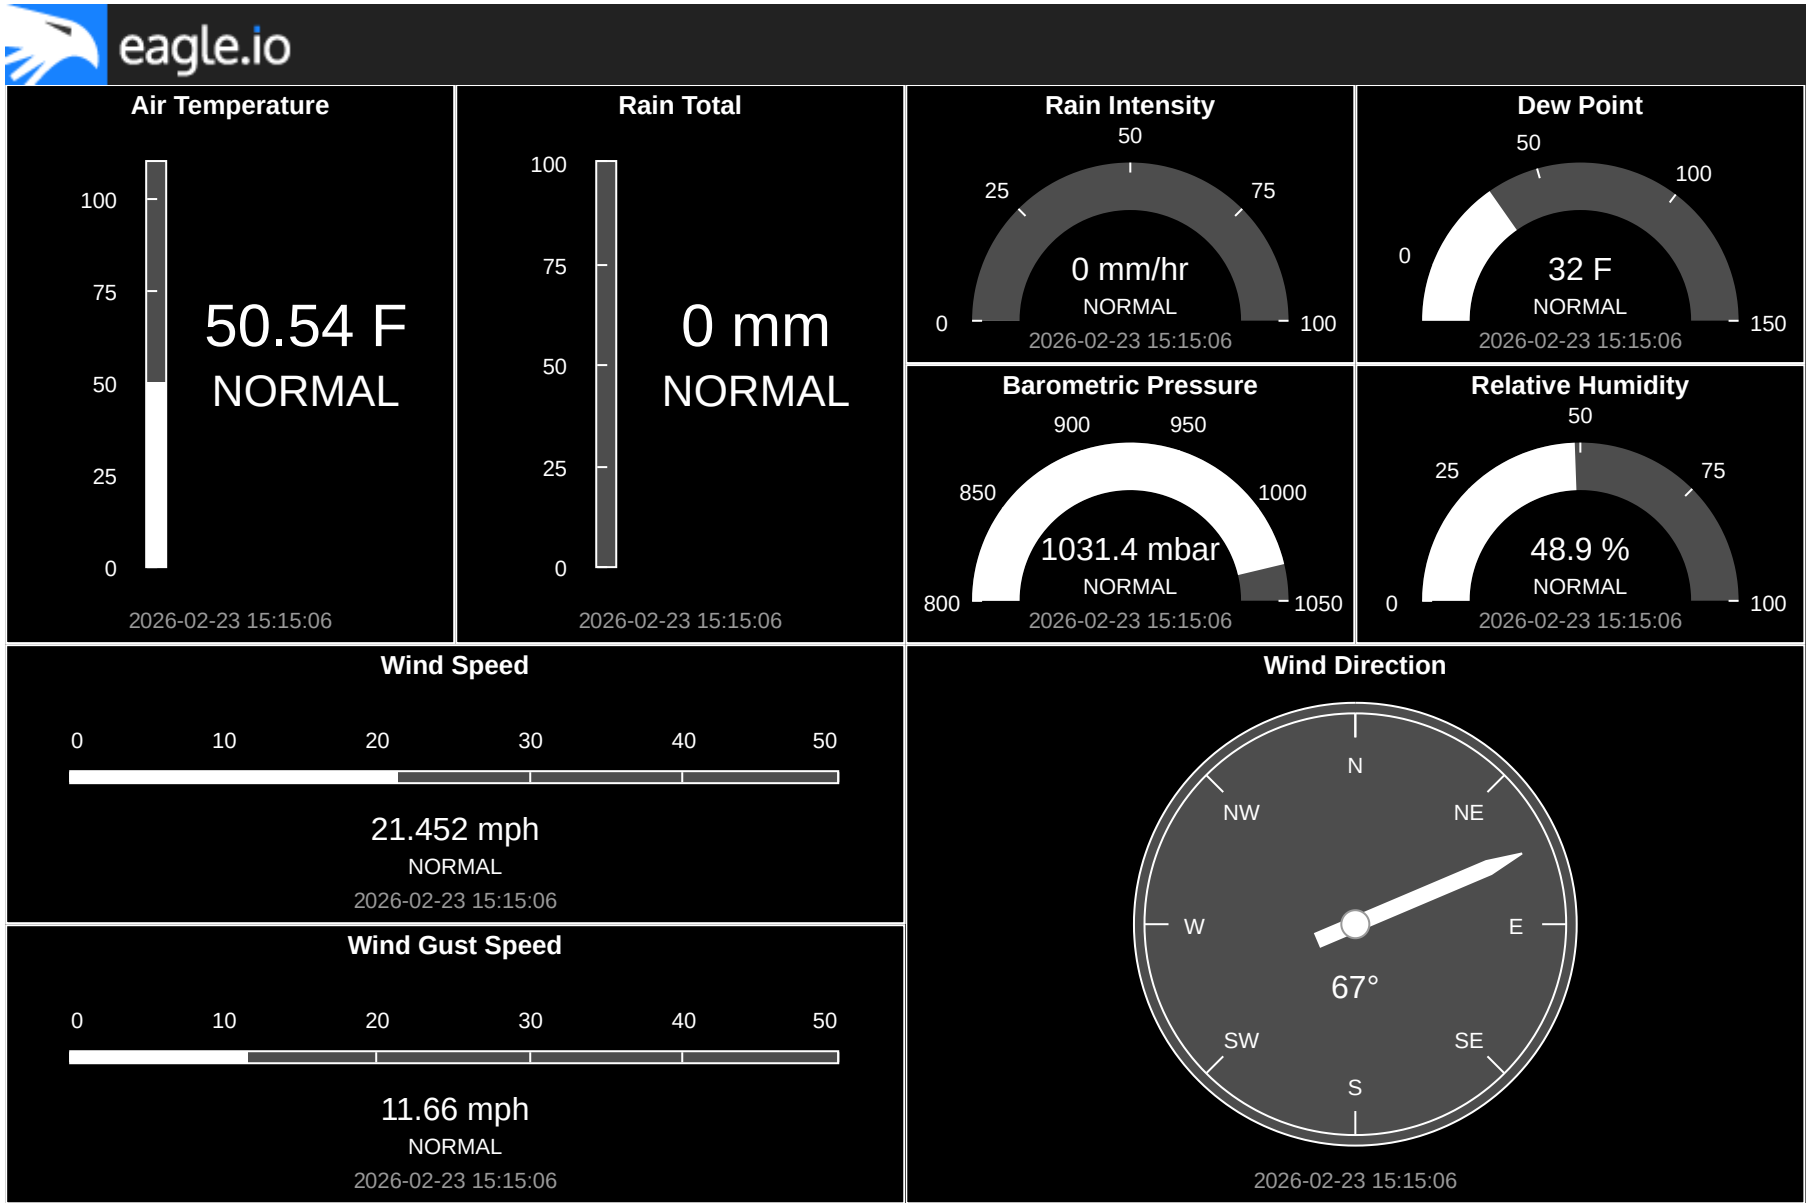 eagle.io
Air Temperature
100
75
50
25
0
50.54 F
NORMAL
2026-02-23 15:15:06
Rain Total
100
75
50
25
0
0 mm
NORMAL
2026-02-23 15:15:06
Rain Intensity
50
25
75
0
100
0 mm/hr
NORMAL
2026-02-23 15:15:06
Dew Point
50
100
0
150
32 F
NORMAL
2026-02-23 15:15:06
Barometric Pressure
900
950
850
1000
800
1050
1031.4 mbar
NORMAL
2026-02-23 15:15:06
Relative Humidity
50
25
75
0
100
48.9 %
NORMAL
2026-02-23 15:15:06
Wind Speed
0 10 20 30 40 50
21.452 mph
NORMAL
2026-02-23 15:15:06
Wind Gust Speed
0 10 20 30 40 50
11.66 mph
NORMAL
2026-02-23 15:15:06
Wind Direction
N
NW
NE
W
E
67°
SW
SE
S
2026-02-23 15:15:06